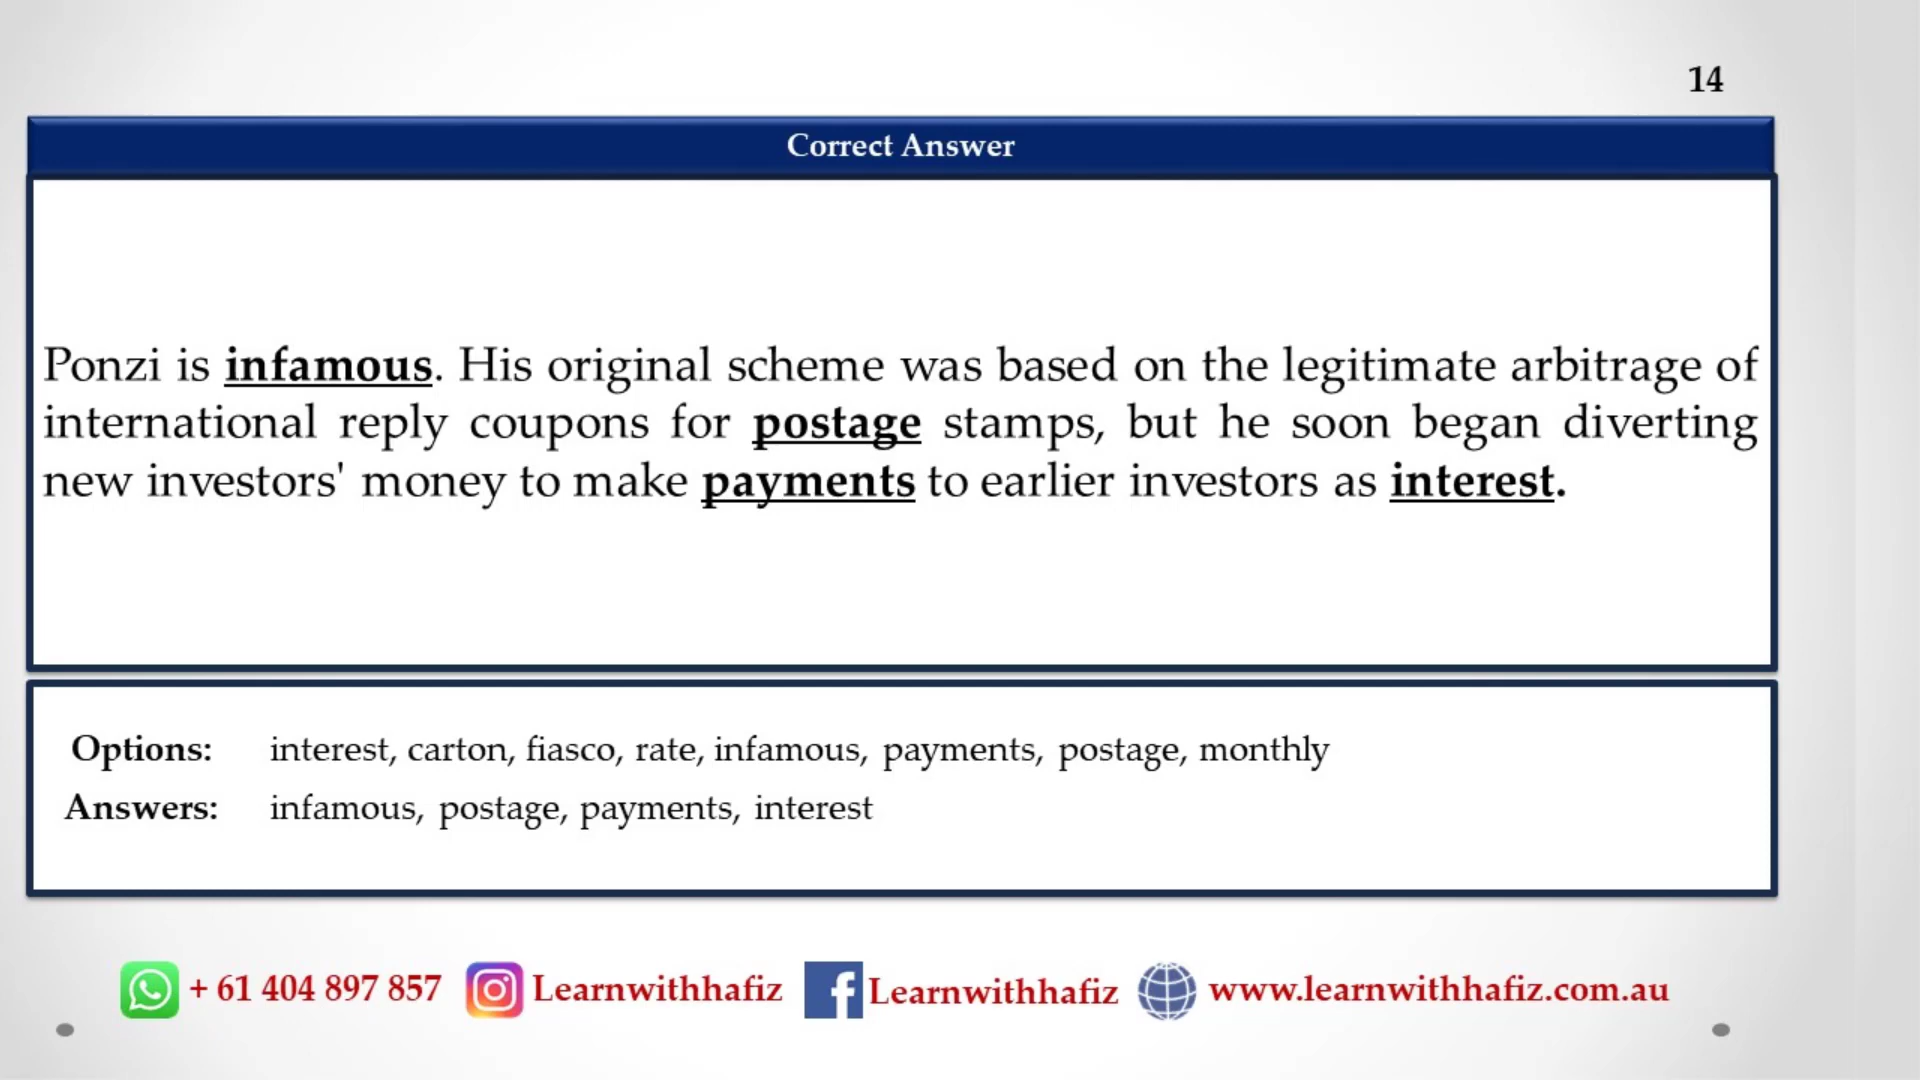 14
Correct Answer
Ponzi is infamous. His original scheme was based on the legitimate arbitrage of
international reply coupons for postage stamps, but he soon began diverting
new investors' money to make payments to earlier investors as interest.
Options: interest, carton, fiasco, rate, infamous, payments, postage, monthly
Answers: infamous, postage, payments, interest
+ 61 404 897 857 Learnwithhafiz Learnwithhafiz www.learnwithhafiz.com.au